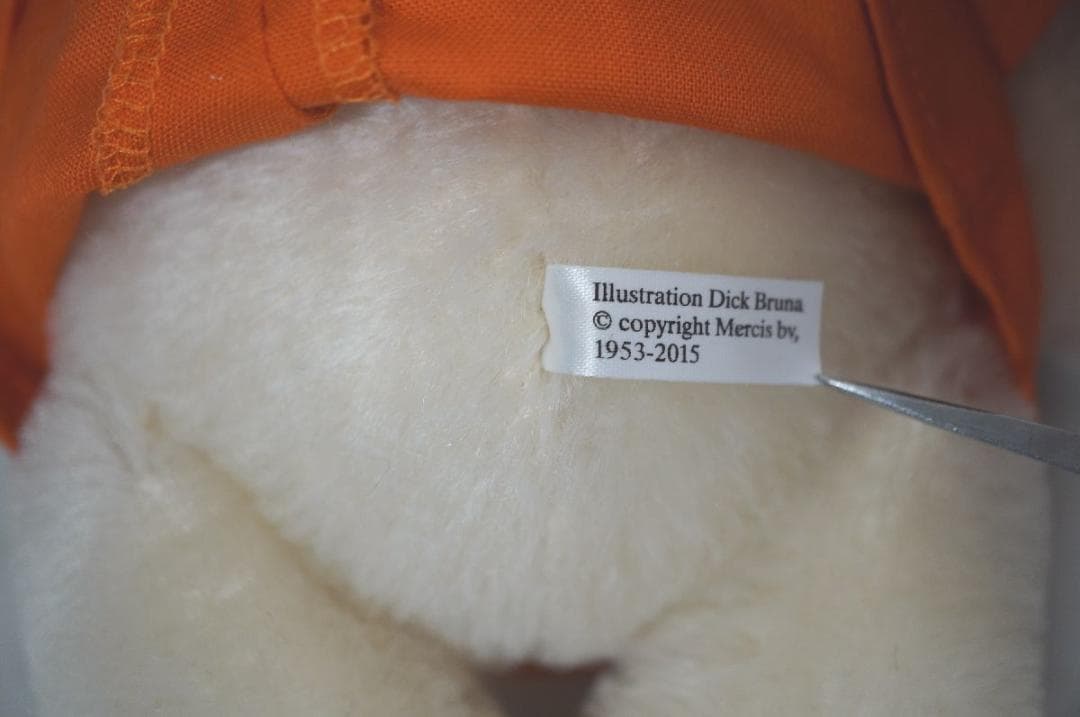 Illustration Dick Bruna
© copyright Mercis bv,
1953-2015